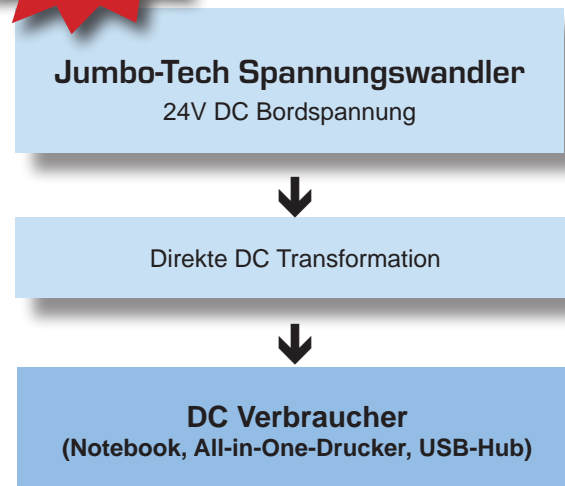 Jumbo-Tech Spannungswandler
24V DC Bordspannung
Direkte DC Transformation
DC Verbraucher
(Notebook, All-in-One-Drucker, USB-Hub)